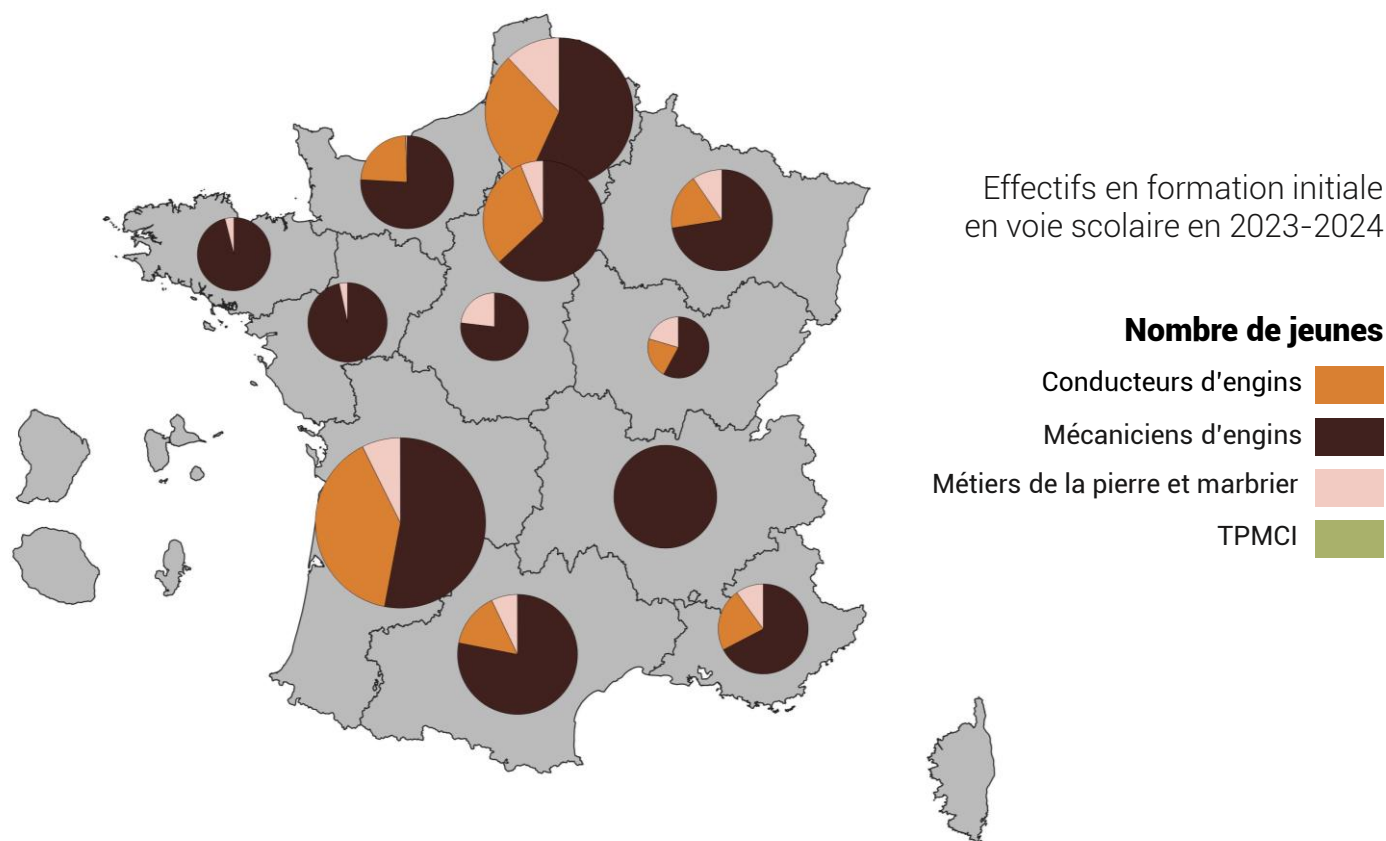 Effectifs en formation initiale
en voie scolaire en 2023-2024
Nombre de jeunes
Conducteurs d'engins
Mécaniciens d'engins
Métiers de la pierre et marbrier
TPMCI